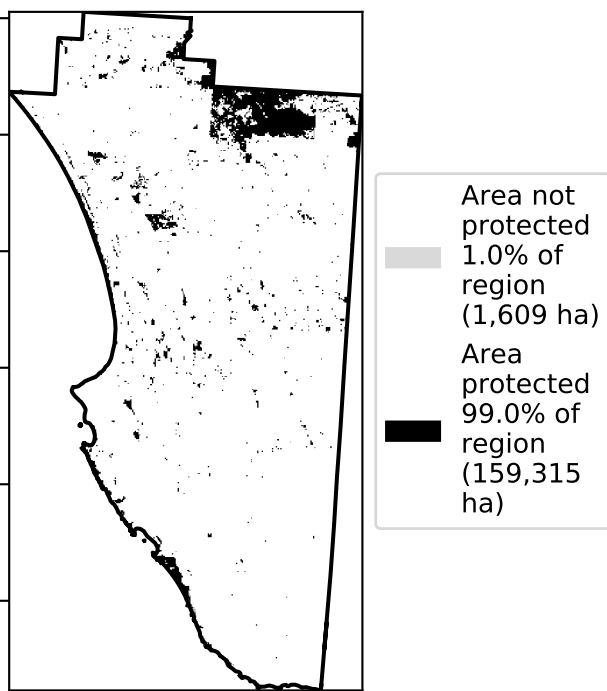 Area not
protected
1.0% of
region
(1,609 ha)
Area
protected
99.0% of
region
(159,315
ha)